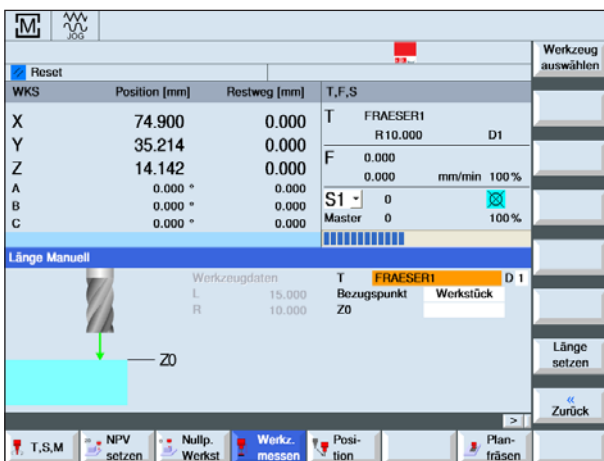 M
JOG
Reset
WKS Position [mm] Restweg [mm] T,F,S
X 74.900 0.000
Y 35.214 0.000
Z 14.142 0.000
A 0.000 ° 0.000
B 0.000 ° 0.000
C 0.000 ° 0.000
T FRAESER1
R10.000 D1
F 0.000
0.000 mm/min 100%
S1 0
Master 0 100%
Länge Manuell
Werkzeugdaten
L 15.000
R 10.000
T FRAESER1 D 1
Bezugspunkt Werkstück
Z0
Z0
Werkzeug
auswählen
Länge
setzen
«
Zurück
>
T,S,M
NPV
setzen
Nullp.
Werkst
Werkz.
messen
Posi-
tion
Plan-
fräsen